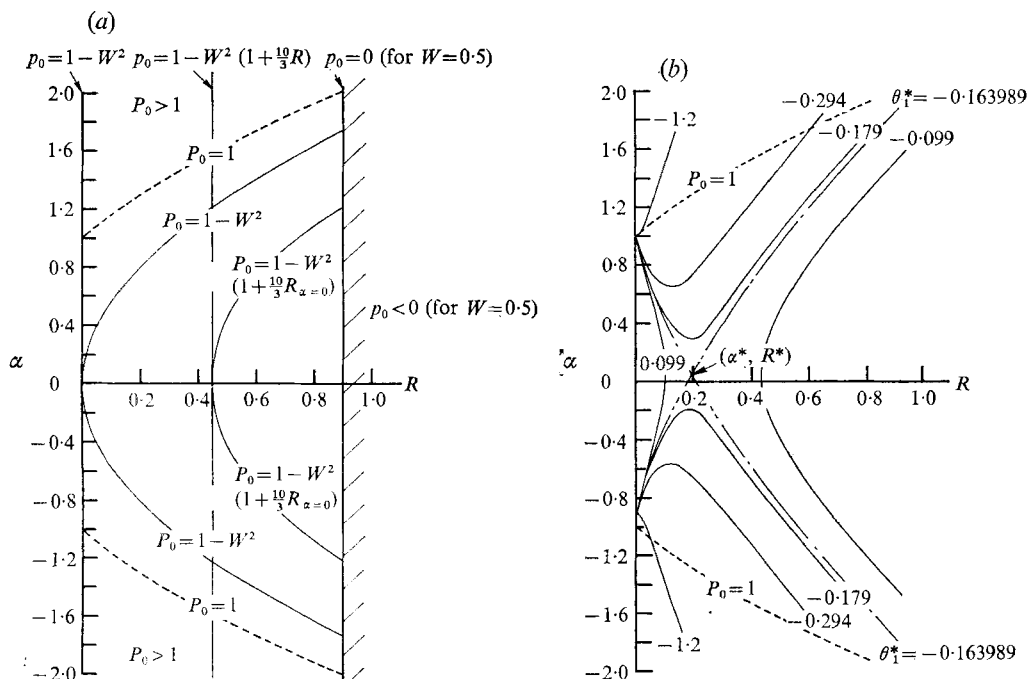 (a)
p₀=1−W² p₀=1−W² (1+10/3 R) p₀=0 (for W=0·5)
2·0
P₀>1
1·6
P₀=1
1·2
P₀=1−W²
0·8
P₀=1−W²
(1+10/3 R α=0)
p₀<0 (for W=0·5)
0·4
α
0
R
0·2 0·4 0·6 0·8 1·0
−0·4
P₀=1−W²
(1+10/3 R α=0)
−0·8
P₀=1−W²
−1·2
−1·6
P₀=1
P₀>1
−2·0
(b)
2·0
−1·2
−0·294
θ₁*=−0·163989
−0·179
−0·099
1·6
P₀=1
1·2
0·8
0·4
0·099
(α*, R*)
α
0
R
0·2 0·4 0·6 0·8 1·0
−0·4
−0·8
−1·2
P₀=1
−0·179
−1·6
−0·294
−1·2
θ₁*=−0·163989
−2·0